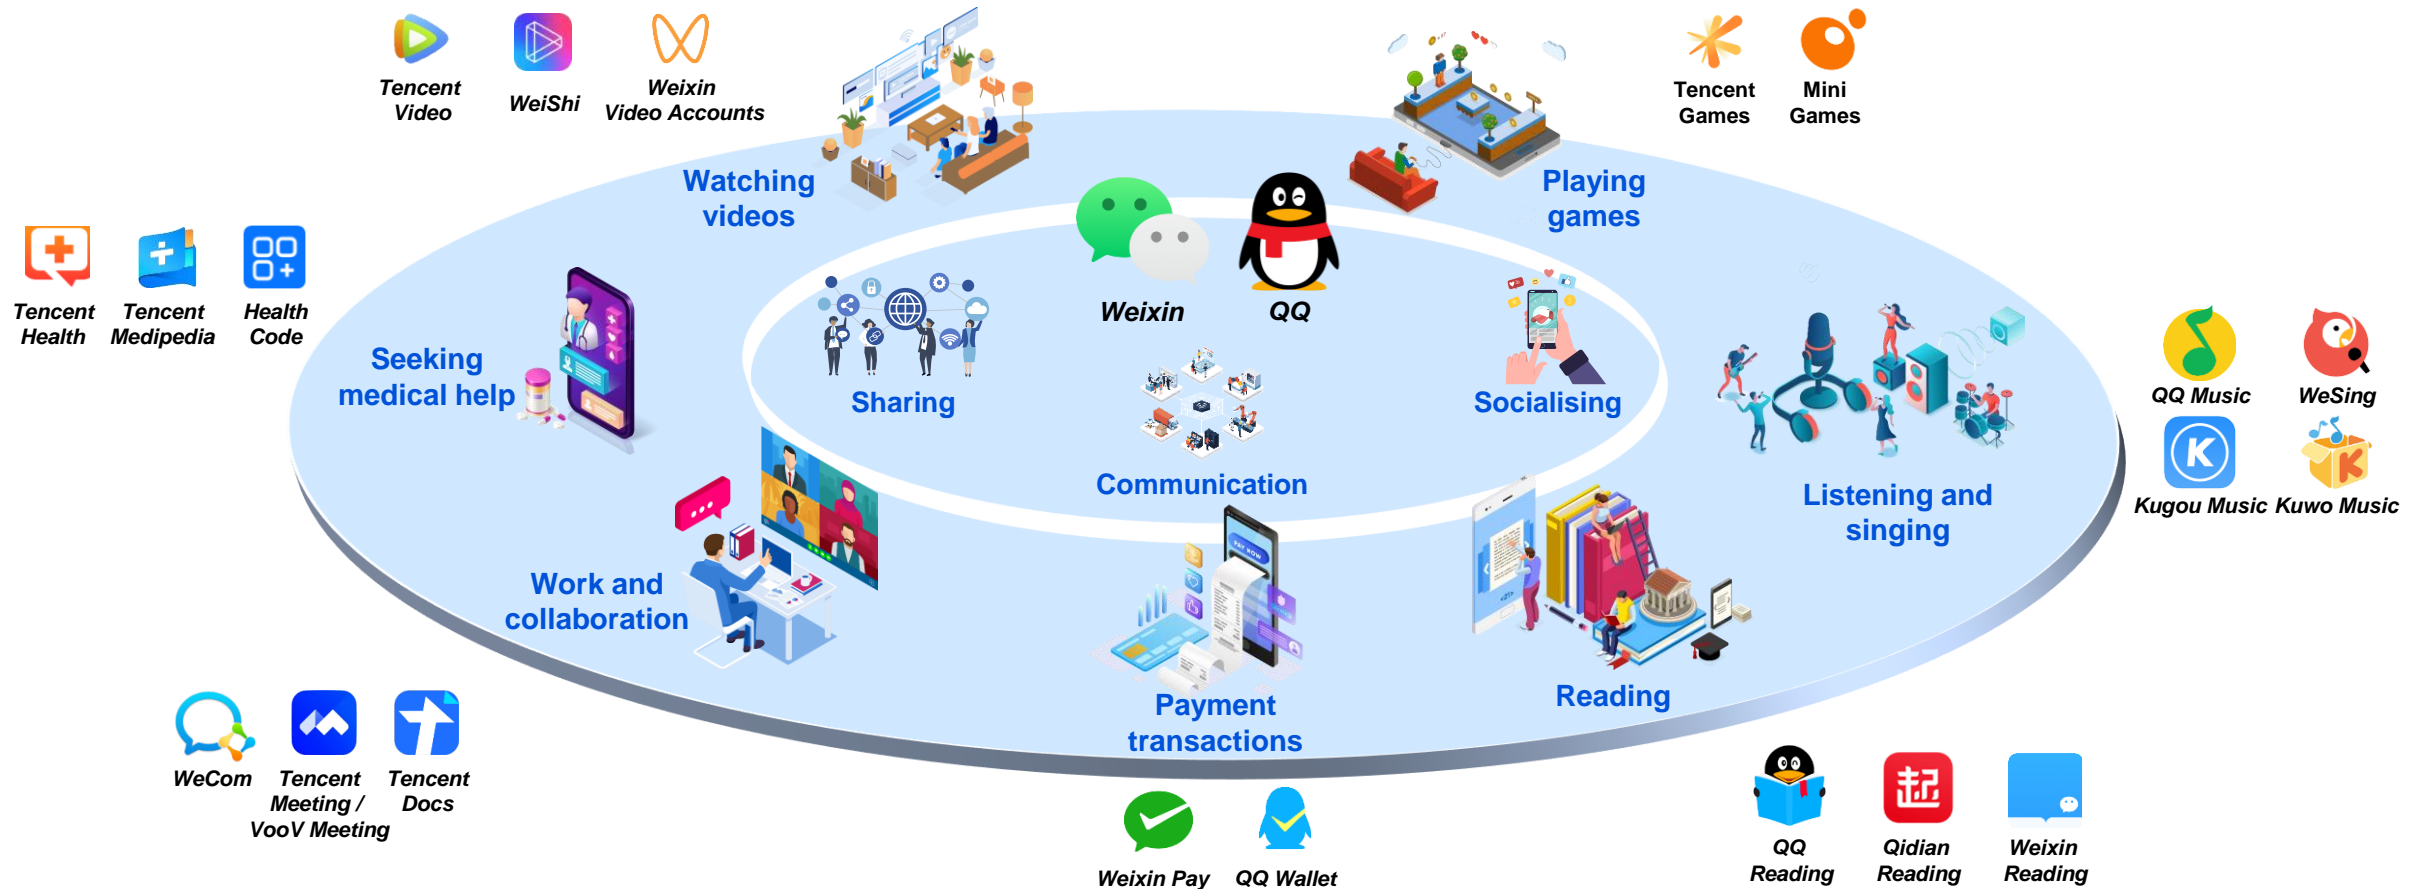 Tencent
Video
WeiShi
Weixin
Video Accounts
Tencent
Games
Mini
Games
Watching
videos
Playing
games
Tencent
Health
Tencent
Medipedia
Health
Code
Weixin
QQ
Seeking
medical help
Sharing
Socialising
Communication
QQ Music
WeSing
Kugou Music
Kuwo Music
Listening and
singing
Work and
collaboration
PAY NOW
Payment
transactions
Reading
WeCom
Tencent
Meeting /
VooV Meeting
Tencent
Docs
Weixin Pay
QQ Wallet
起
QQ
Reading
Qidian
Reading
Weixin
Reading